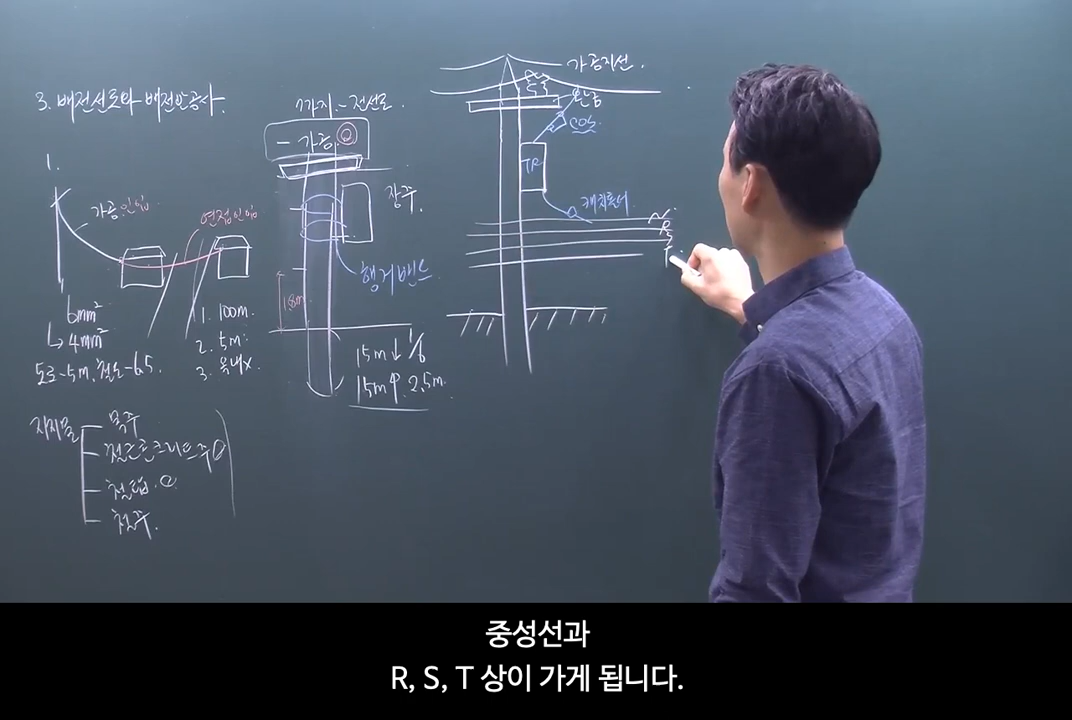 3. 배전선로와 배전반공사.
1.
가공인입
연접인입
6mm²
↳ 4mm²
도로-5m, 철도-6.5
1. 100m.
2. 5m.
3. 옥내x
지지물
목주
철근콘크리트주
철탑.
철주.
가지.-전선로.
- 가공.
장주.
행거밴드
1.8m
15m↓ 1/6
15m↑ 2.5m.
가공지선.
완금
COS
TR
캐치홀더
N
R
S
T
중성선과
R, S, T 상이 가게 됩니다.